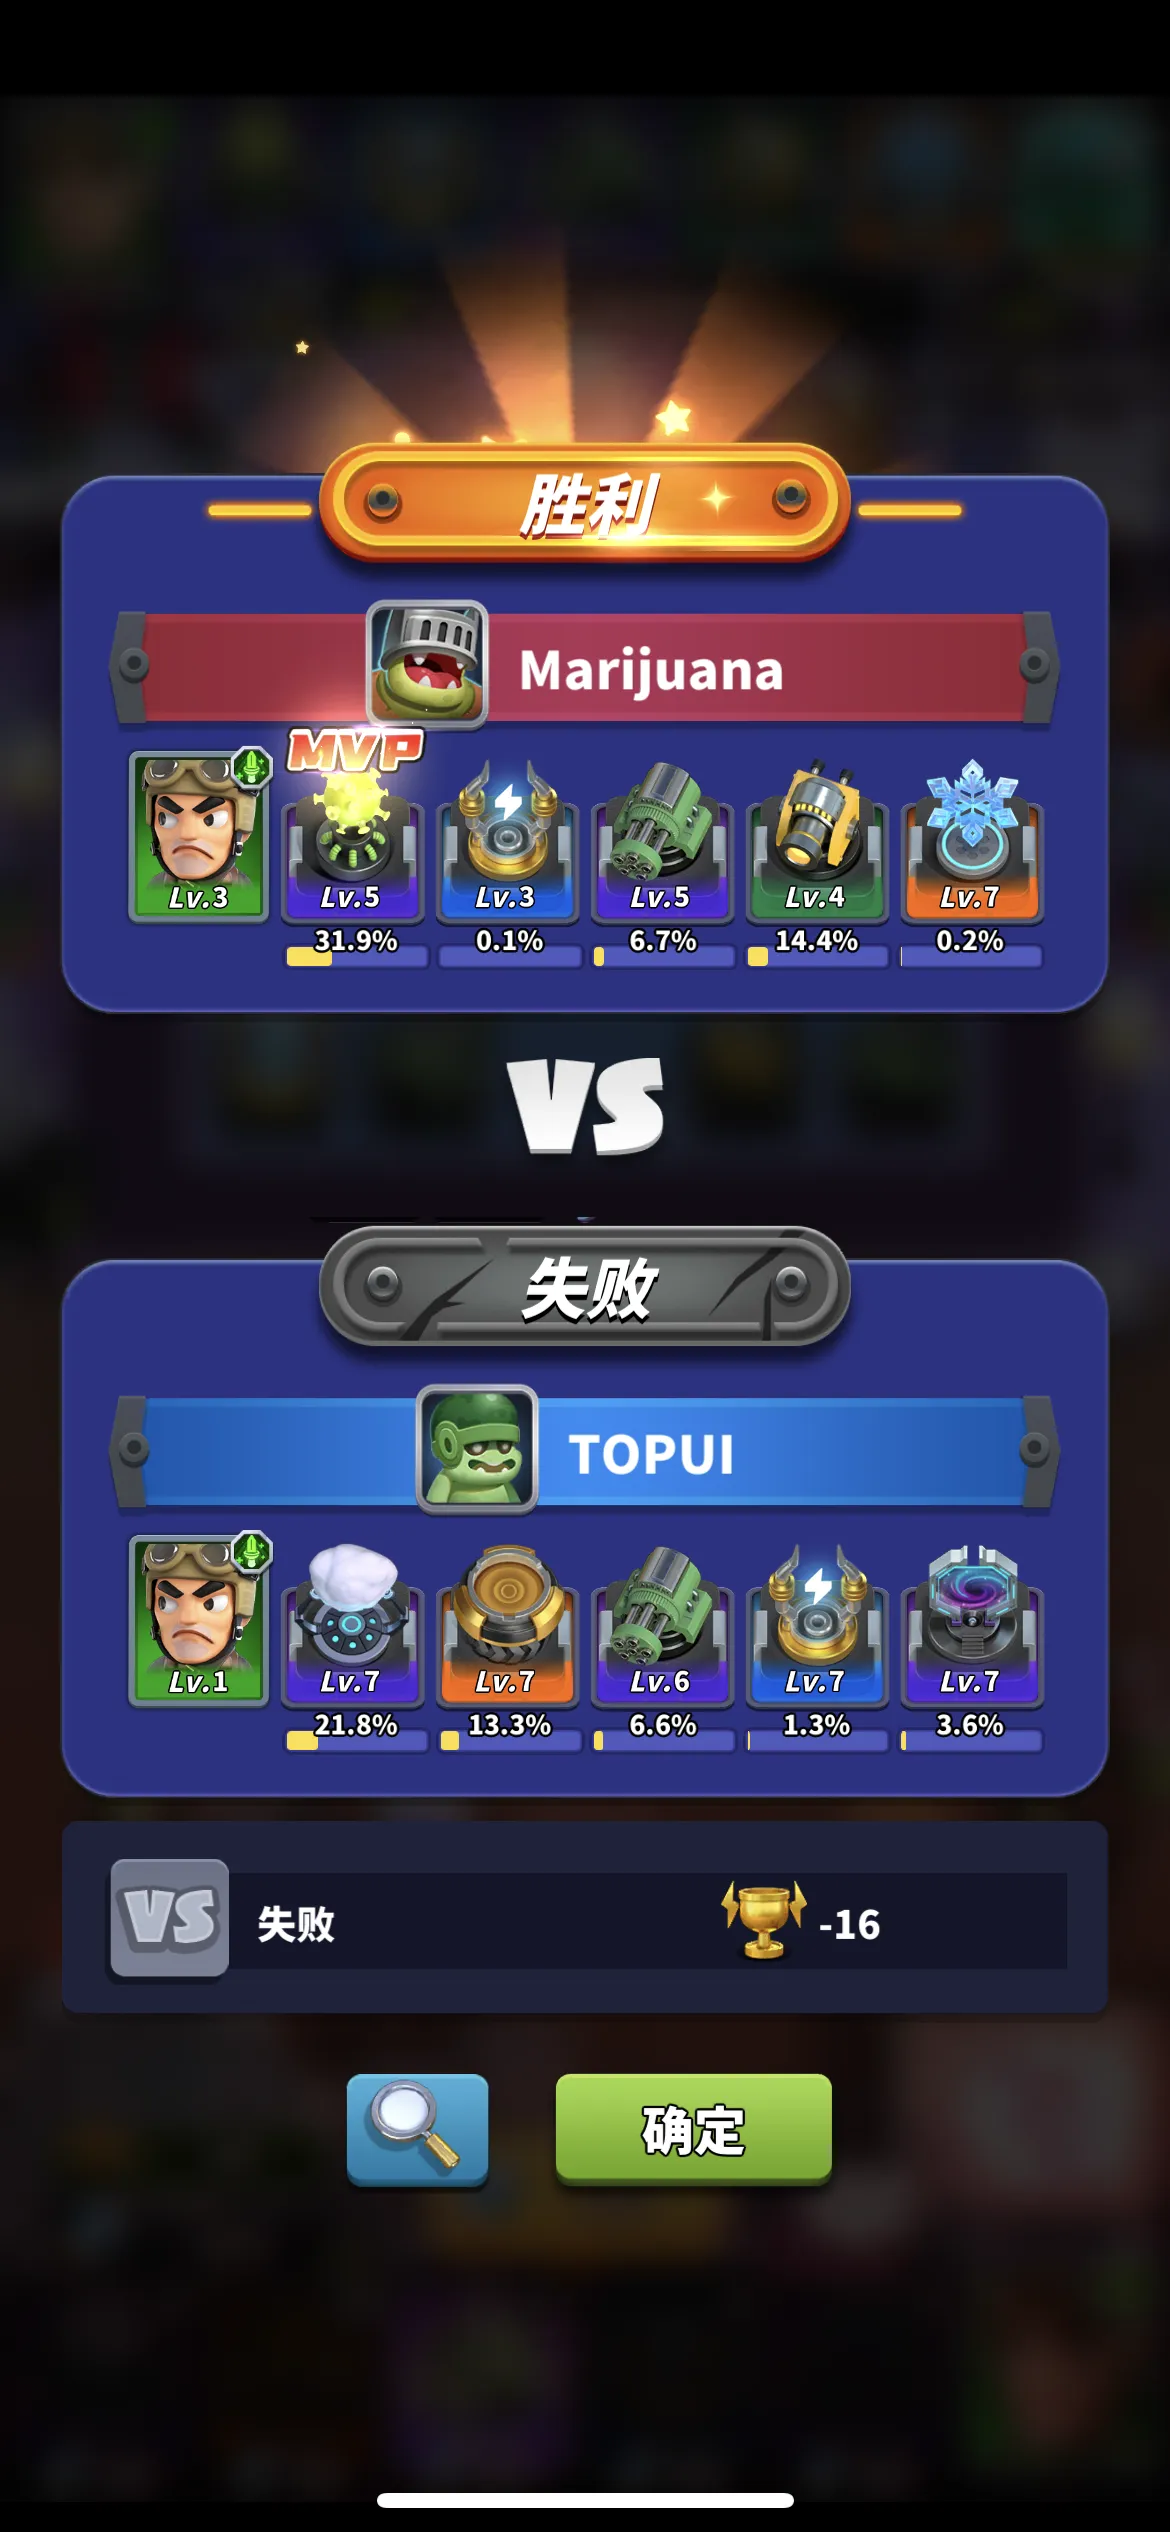 胜利
Marijuana
MVP
Lv.3 Lv.5 Lv.3 Lv.5 Lv.4 Lv.7
31.9% 0.1% 6.7% 14.4% 0.2%
VS
失败
TOPUI
Lv.1 Lv.7 Lv.7 Lv.6 Lv.7 Lv.7
21.8% 13.3% 6.6% 1.3% 3.6%
VS 失败 -16
确定